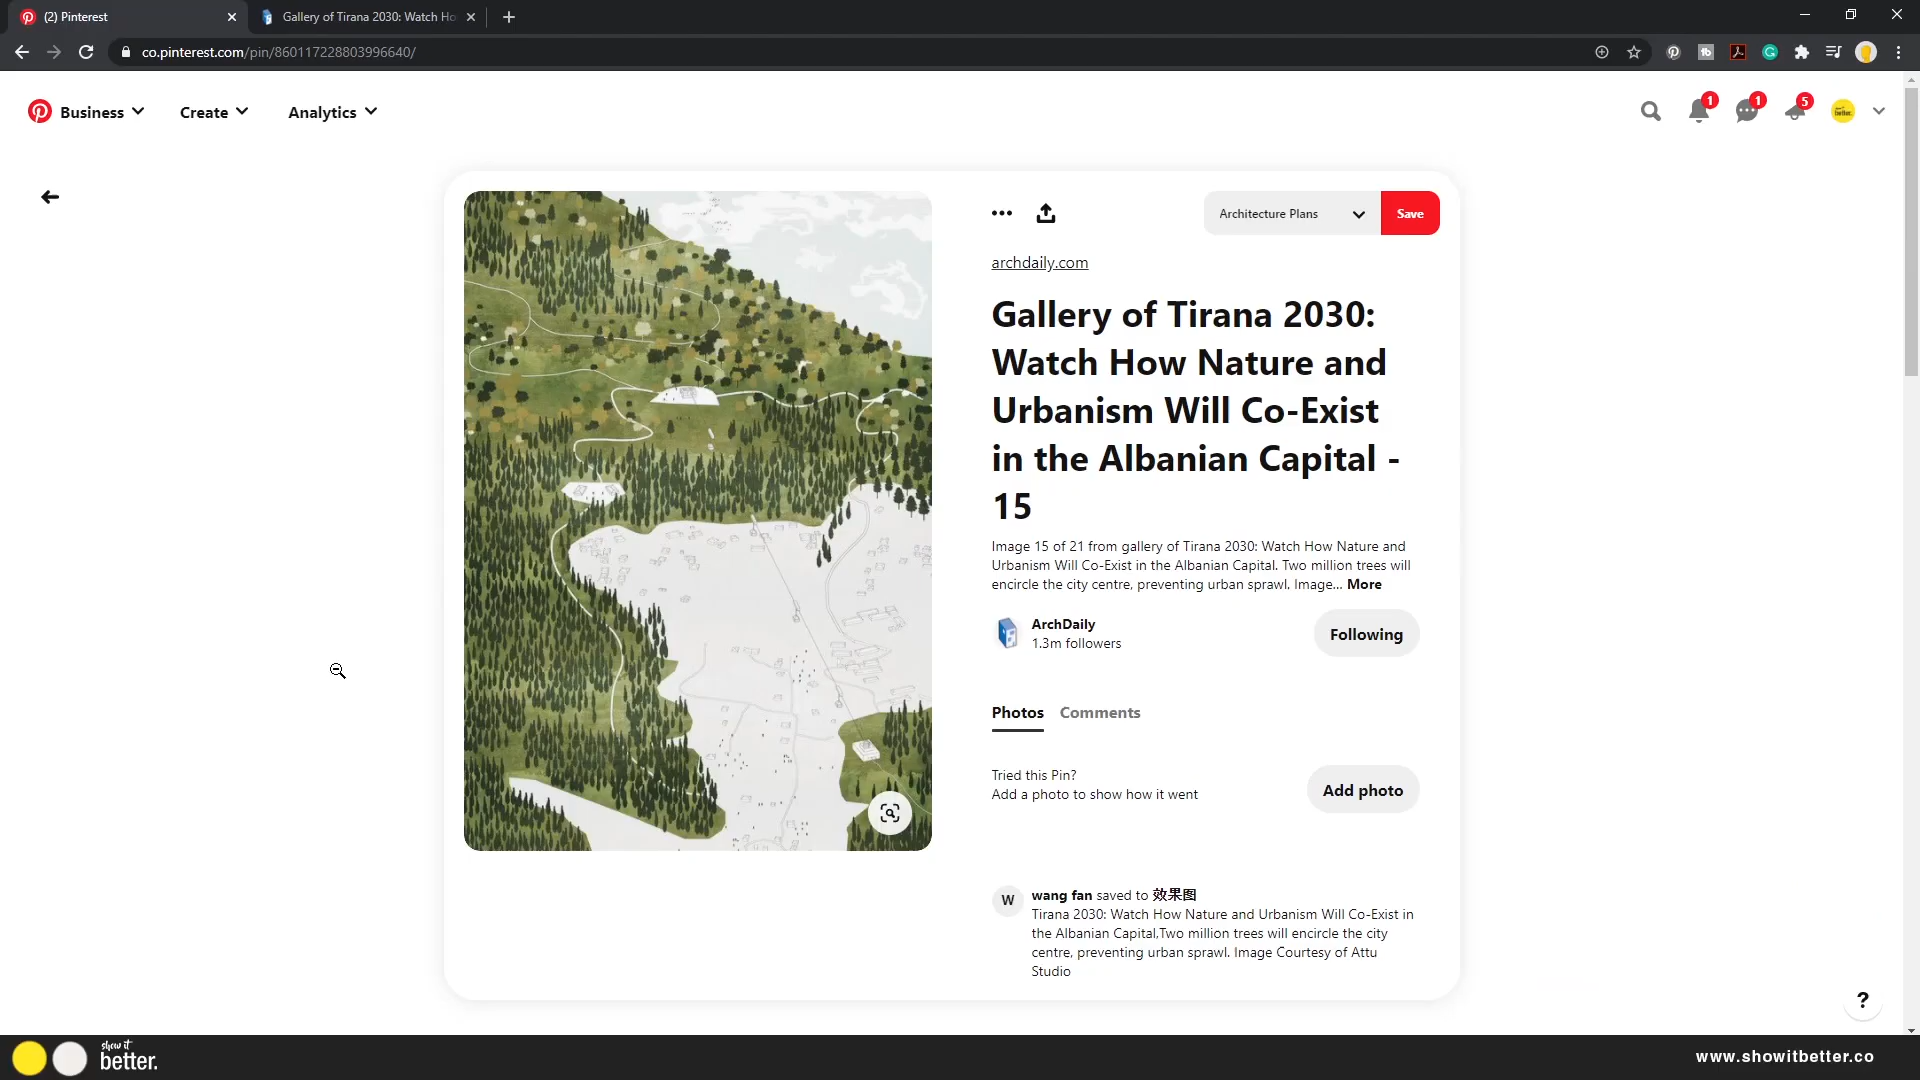 (2) Pinterest
Gallery of Tirana 2030: Watch Ho
co.pinterest.com/pin/860117228803996640/
Business
Create
Analytics
1
1
5
Architecture Plans
Save
archdaily.com
Gallery of Tirana 2030:
Watch How Nature and
Urbanism Will Co-Exist
in the Albanian Capital -
15
Image 15 of 21 from gallery of Tirana 2030: Watch How Nature and
Urbanism Will Co-Exist in the Albanian Capital. Two million trees will
encircle the city centre, preventing urban sprawl. Image... More
ArchDaily
1.3m followers
Following
Photos
Comments
Tried this Pin?
Add a photo to show how it went
Add photo
W
wang fan saved to 效果图
Tirana 2030: Watch How Nature and Urbanism Will Co-Exist in
the Albanian Capital,Two million trees will encircle the city
centre, preventing urban sprawl. Image Courtesy of Attu
Studio
?
show it
better.
www.showitbetter.co